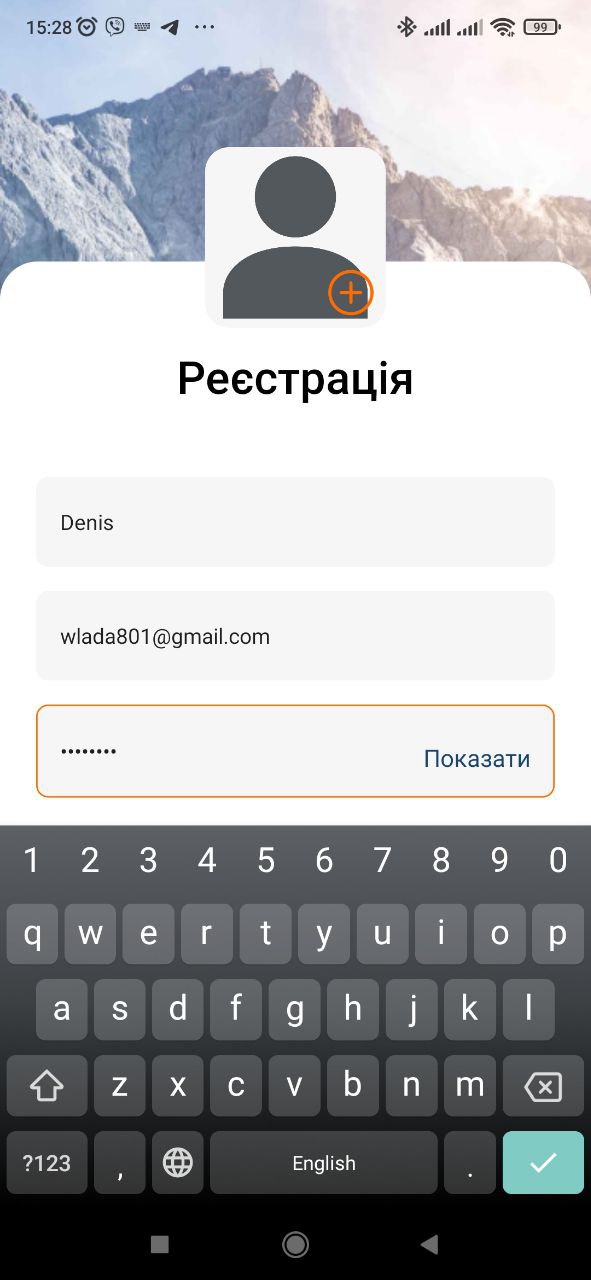 15:28
99
Реєстрація
Denis
wlada801@gmail.com
••••••••
Показати
1 2 3 4 5 6 7 8 9 0
q w e r t y u i o p
a s d f g h j k l
z x c v b n m
?123 , English .